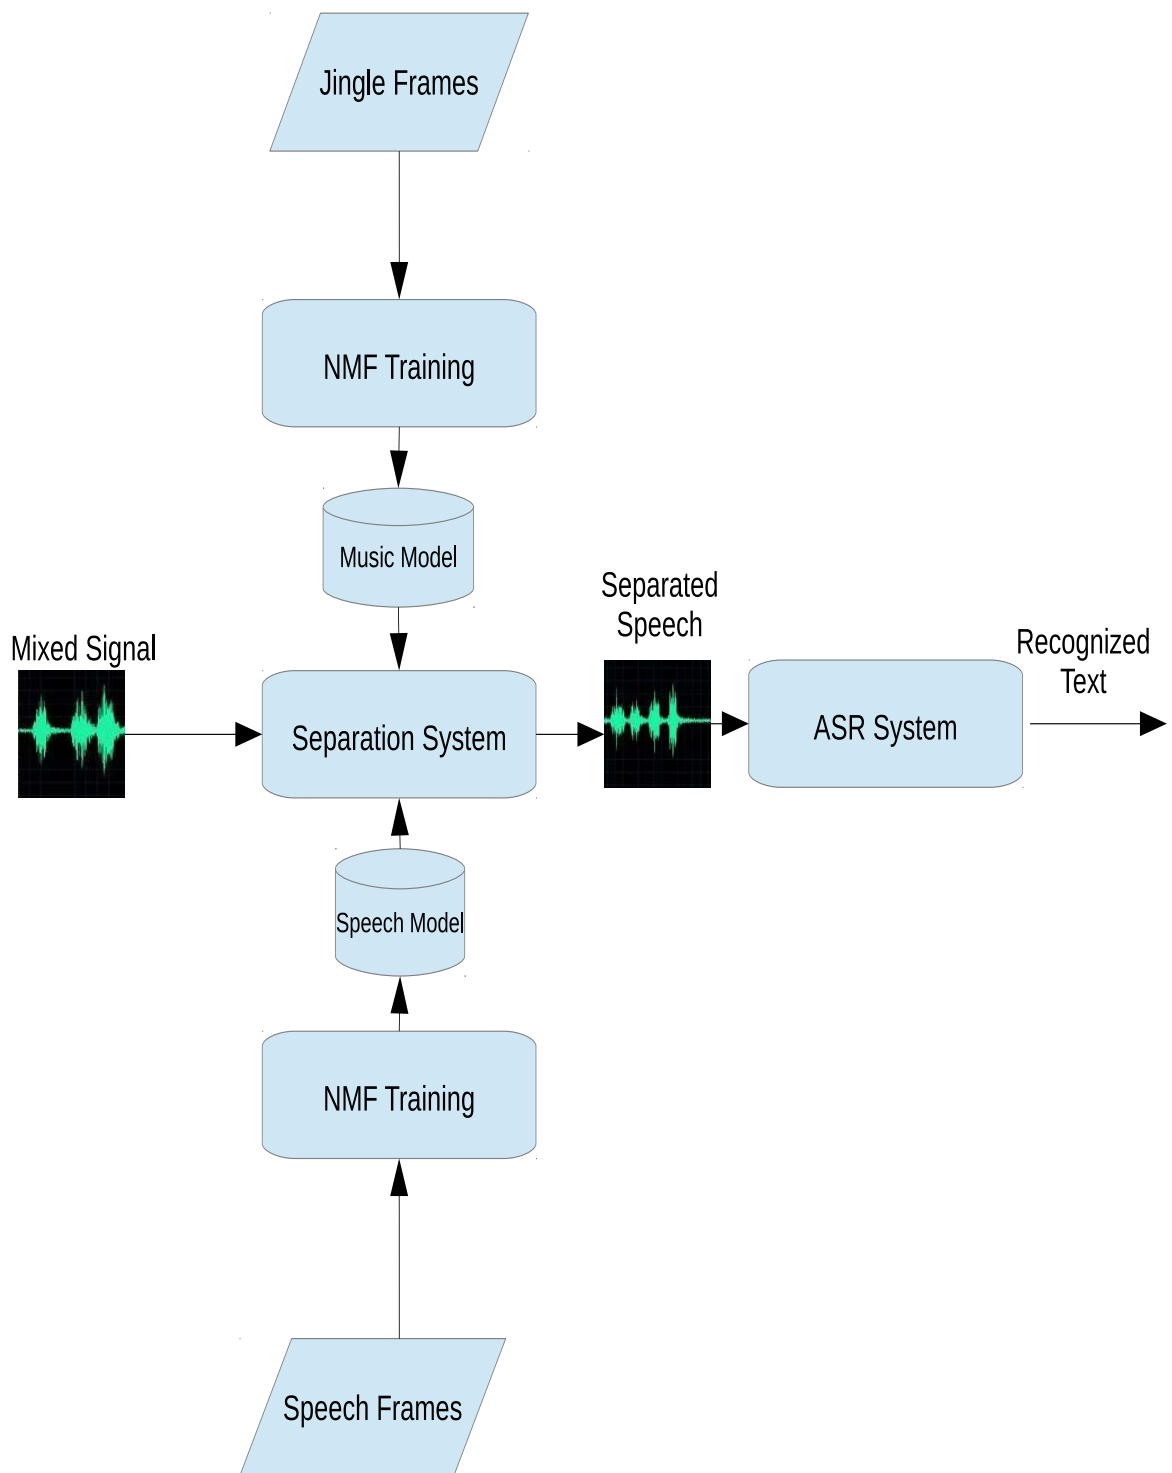 Jingle Frames
NMF Training
Music Model
Separated
Speech
Mixed Signal
Recognized
Text
Separation System
ASR System
Speech Model
NMF Training
Speech Frames